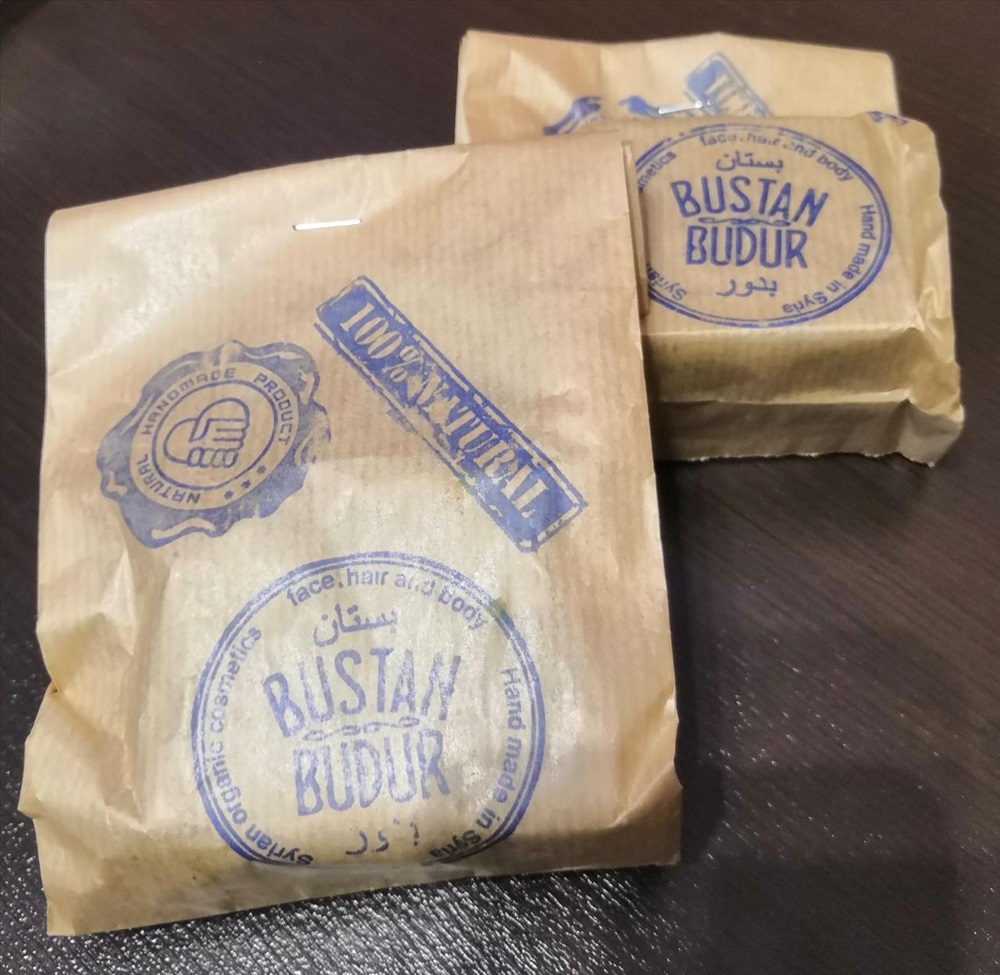 100% NATURAL
NATURAL HANDMADE PRODUCT
face, hair and body
Syrian organic cosmetics
Hand made in Syria
بستان
BUSTAN
BUDUR
بدور
face, hair and body
Hand made in Syria
Syrian
بستان
BUSTAN
BUDUR
بدور